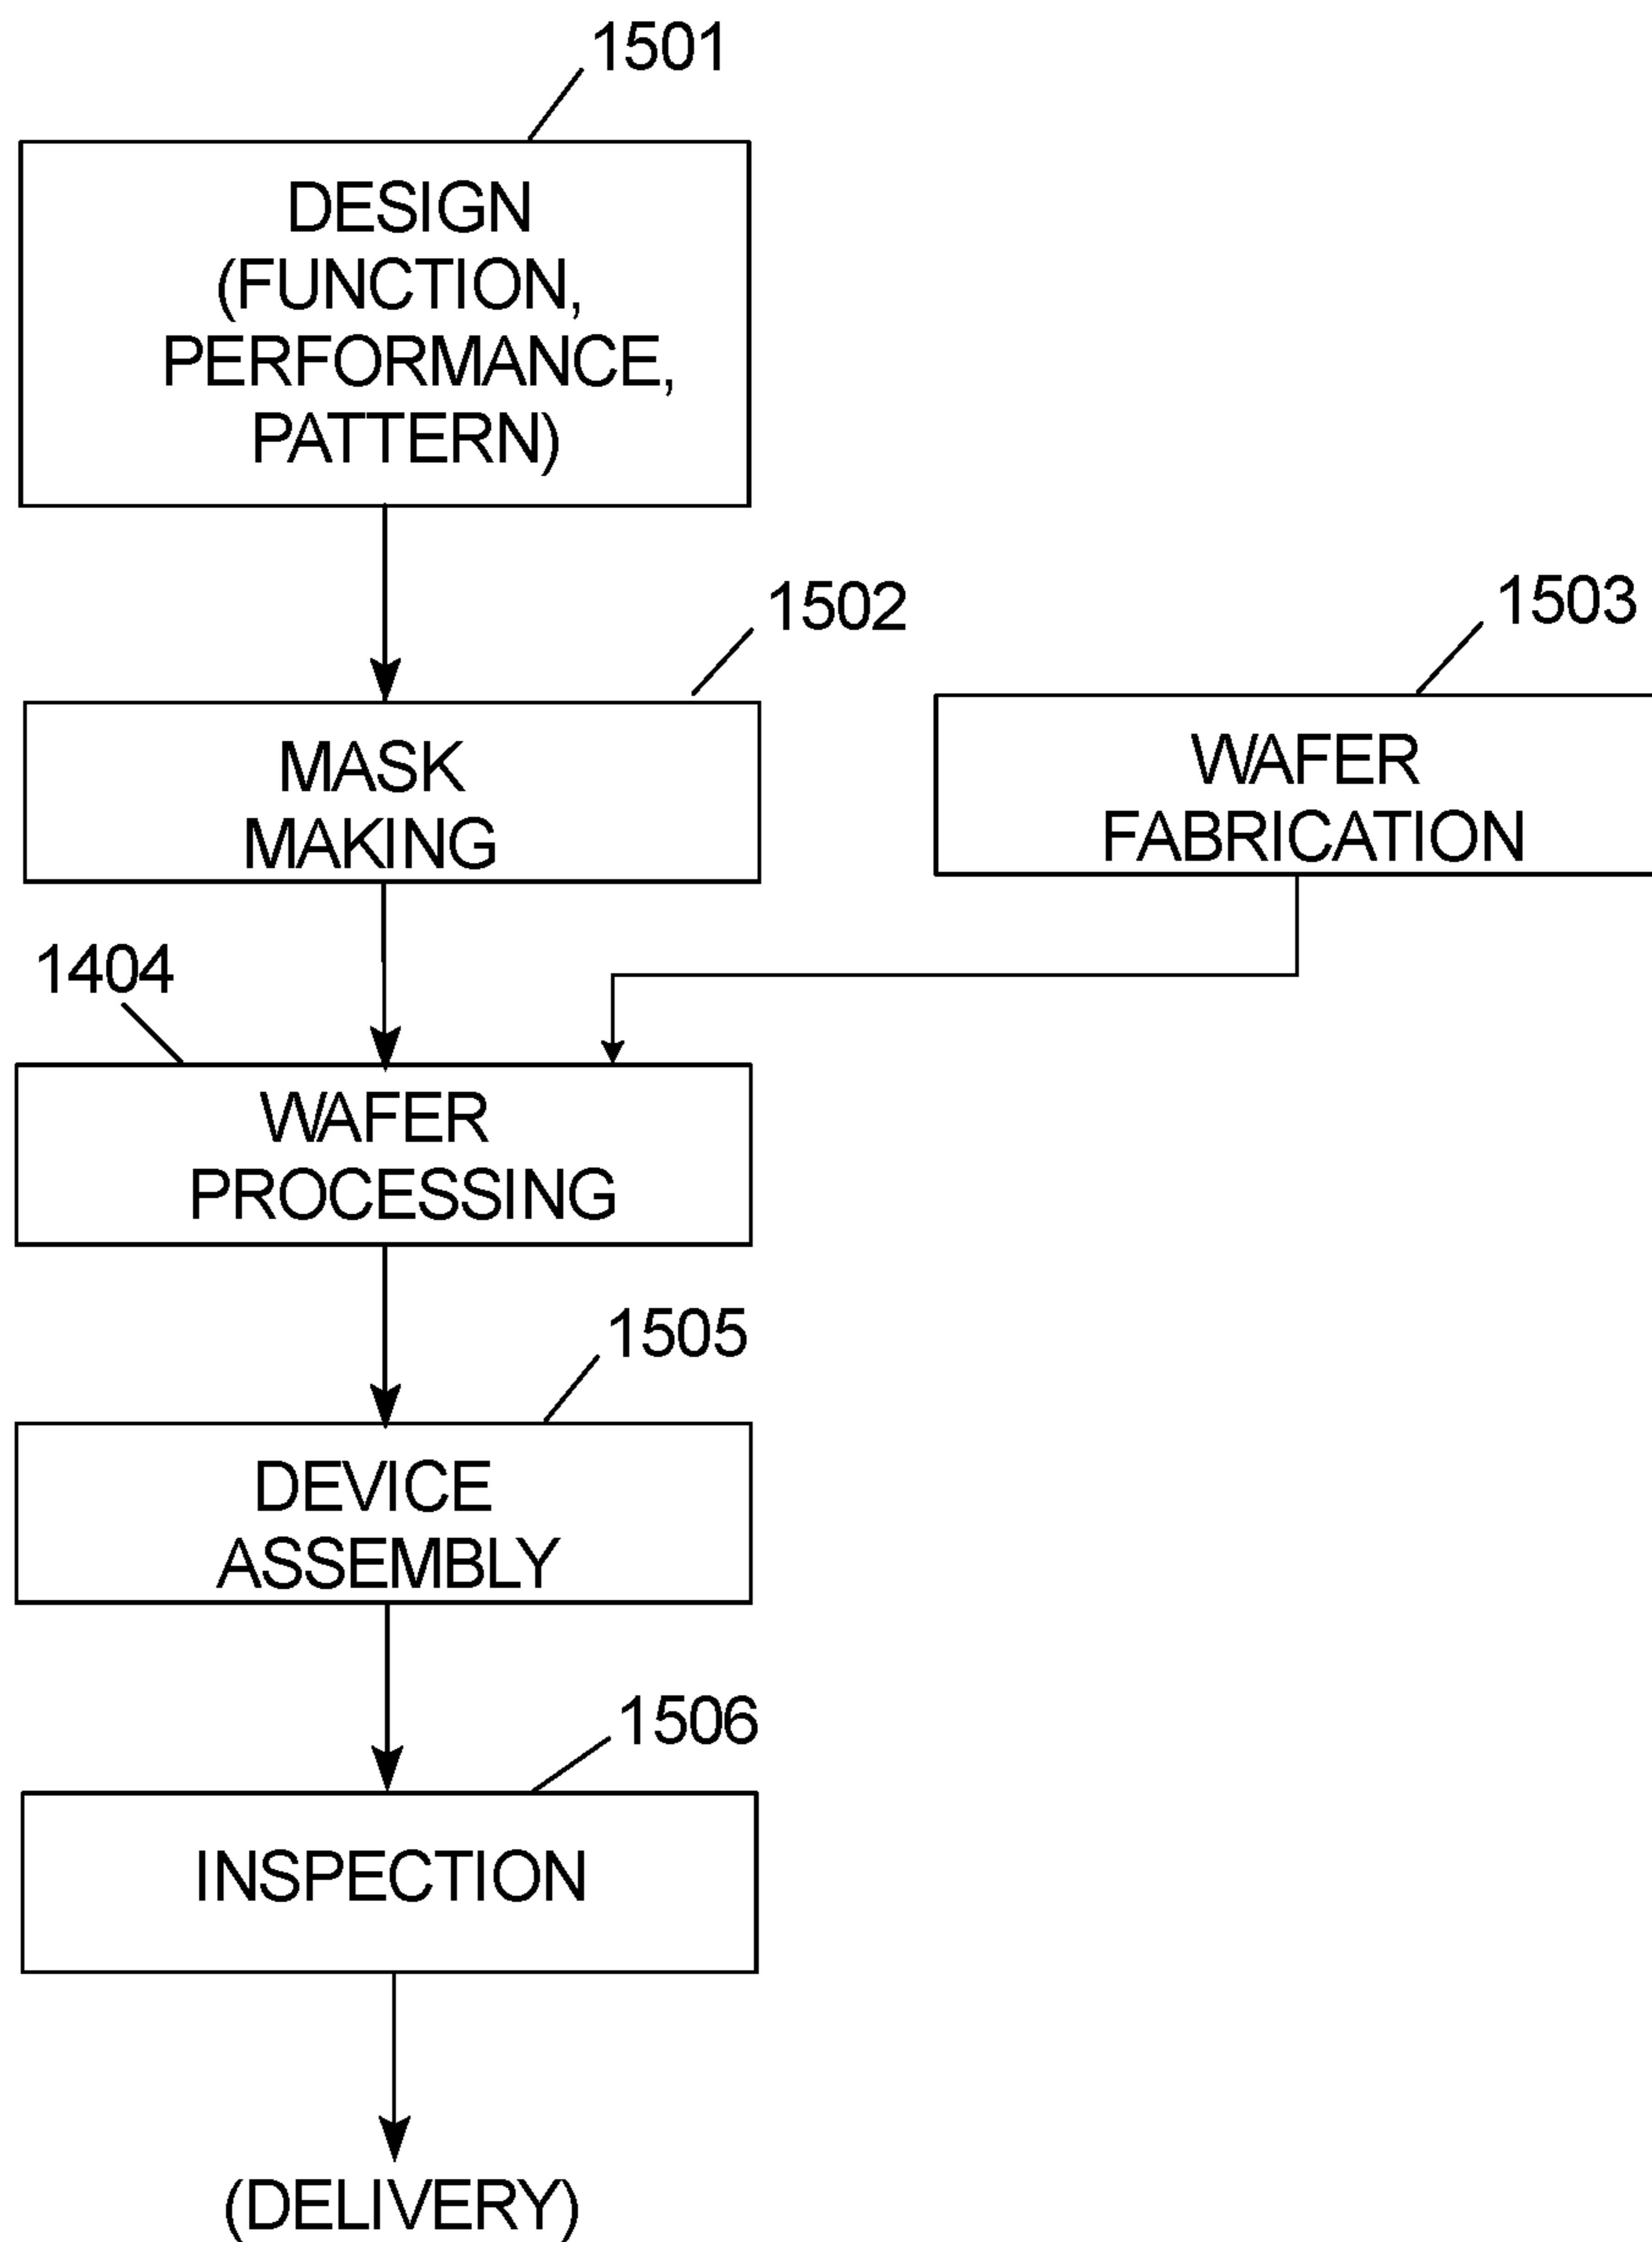 1501
DESIGN
(FUNCTION,
PERFORMANCE,
PATTERN)
1502
MASK
MAKING
1503
WAFER
FABRICATION
1404
WAFER
PROCESSING
1505
DEVICE
ASSEMBLY
1506
INSPECTION
(DELIVERY)